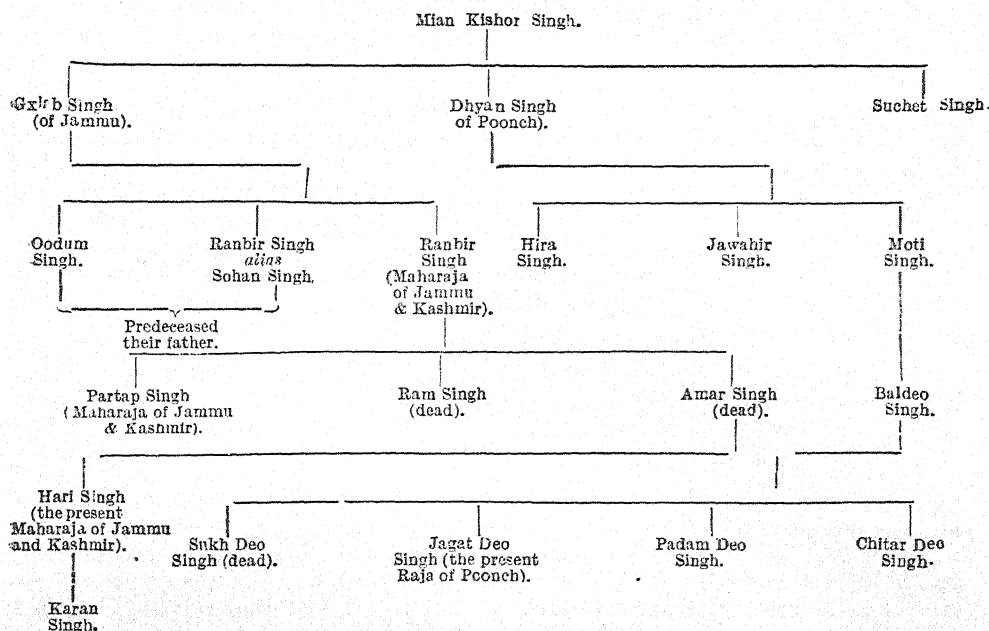 Mian Kishor Singh.
Singh
(of Jammu).
Dhyan Singh
of Poonch).
Suchet Singh.
Oodum
Singh.
Ranbir Singh
alias
Sohan Singh.
Ranbir
Singh
(Maharaja
of Jammu
& Kashmir).
Hira
Singh.
Jawahir
Singh.
Moti
Singh.
Predeceased
their father.
Partap Singh
(Maharaja of Jammu
& Kashmir).
Ram Singh
(dead).
Amar Singh
(dead).
Baldeo
Singh.
Hari Singh
(the present
Maharaja of Jammu
and Kashmir).
Sukh Deo
Singh (dead).
Jagat Deo
Singh (the present
Raja of Poonch).
Padam Deo
Singh.
Chitar Deo
Singh.
Karan
Singh.